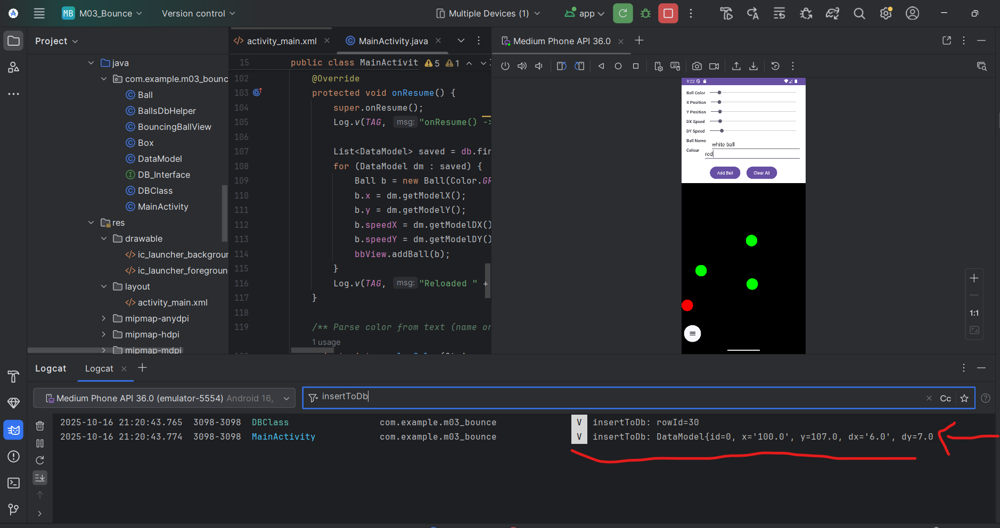 MB M03_Bounce Version control Multiple Devices (1) app
Project
activity_main.xml MainActivity.java Medium Phone API 36.0
java
com.example.m03_bounc
Ball
BallsDbHelper
BouncingBallView
Box
DataModel
DB_Interface
DBClass
MainActivity
res
drawable
ic_launcher_backgroun
ic_launcher_foregroun
layout
activity_main.xml
mipmap-anydpi
mipmap-hdpi
mipmap-mdpi
15 public class MainActivit 5 1
102 @Override
103 protected void onResume() {
104 super.onResume();
105 Log.v(TAG, msg: "onResume() ->
106
107 List<DataModel> saved = db.fin
108 for (DataModel dm : saved) {
109 Ball b = new Ball(Color.GR
110 b.x = dm.getModelX();
111 b.y = dm.getModelY();
112 b.speedX = dm.getModelDX()
113 b.speedY = dm.getModelDY()
114 bbView.addBall(b);
115 }
116 Log.v(TAG, msg: "Reloaded " +
117 }
118
119 /** Parse color from text (name or
1 usage
9:22
Ball Color
X Position
Y Position
DX Speed
DY Speed
Ball Name white ball
Colour red
Add Ball Clear All
1:1
Logcat Logcat
Medium Phone API 36.0 (emulator-5554) Android 16, insertToDb Cc
2025-10-16 21:20:43.765 3098-3098 DBClass com.example.m03_bounce V insertToDb: rowId=30
2025-10-16 21:20:43.774 3098-3098 MainActivity com.example.m03_bounce V insertToDb: DataModel{id=0, x='100.0', y=107.0, dx='6.0', dy=7.0